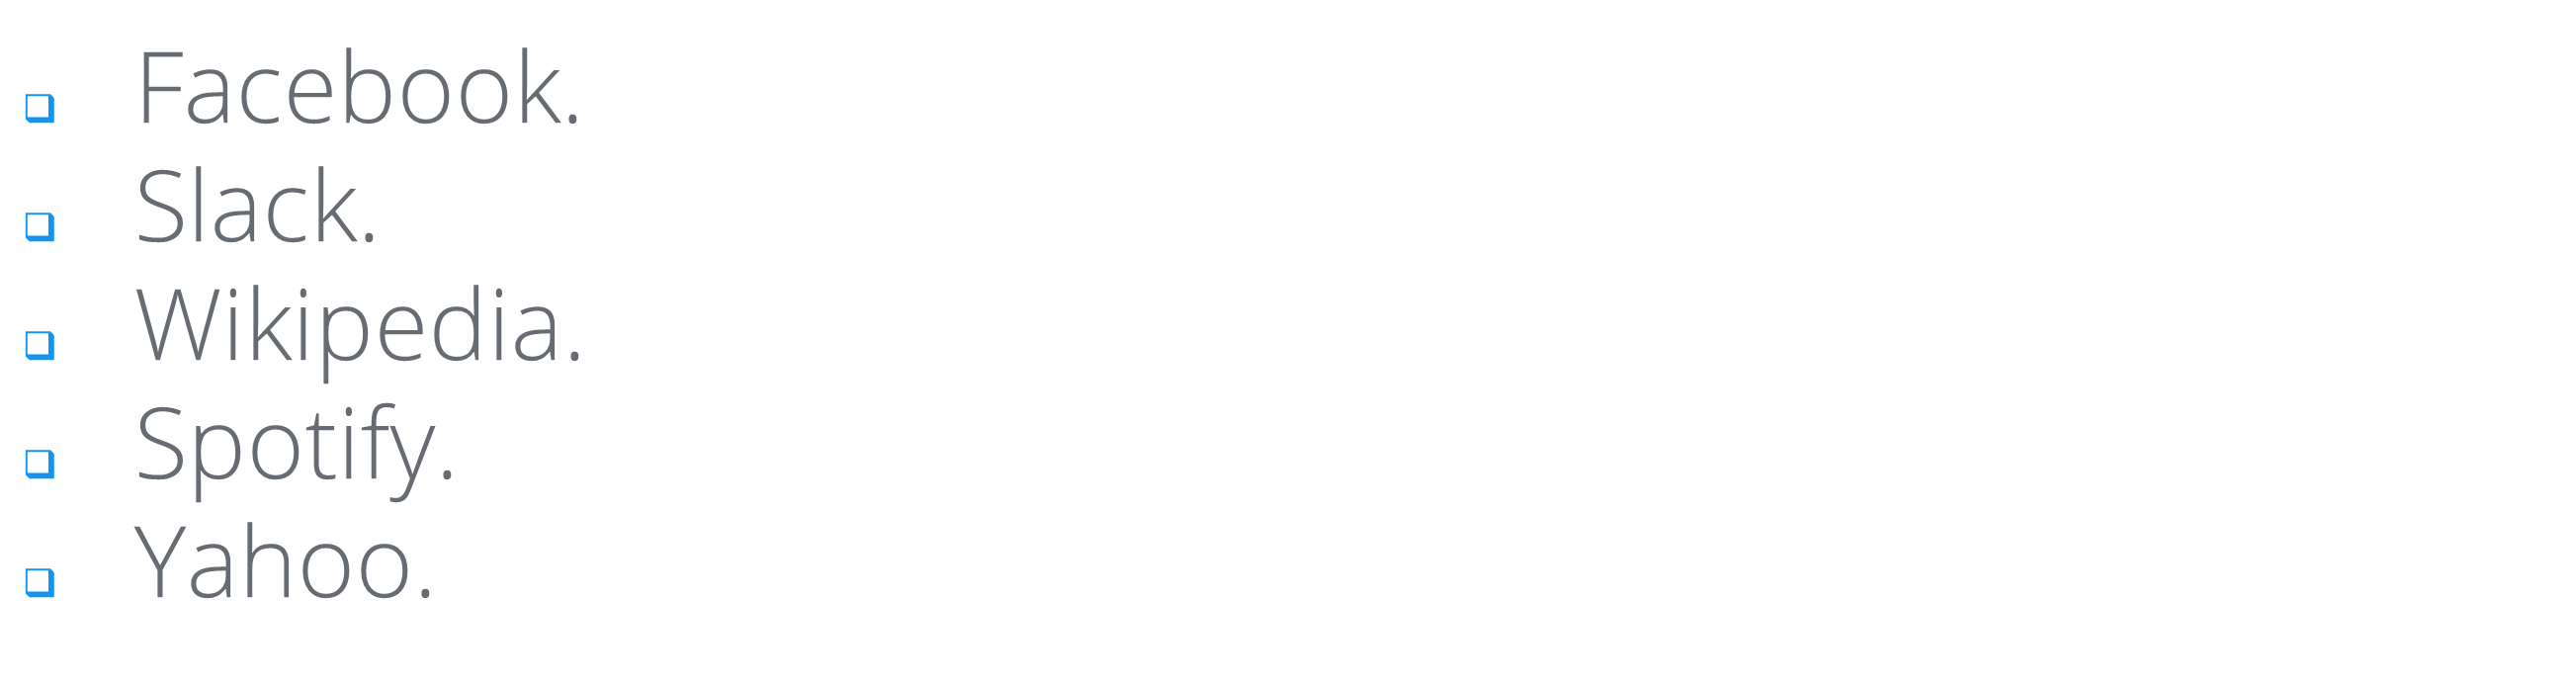 Facebook.
Slack.
Wikipedia.
Spotify.
Yahoo.